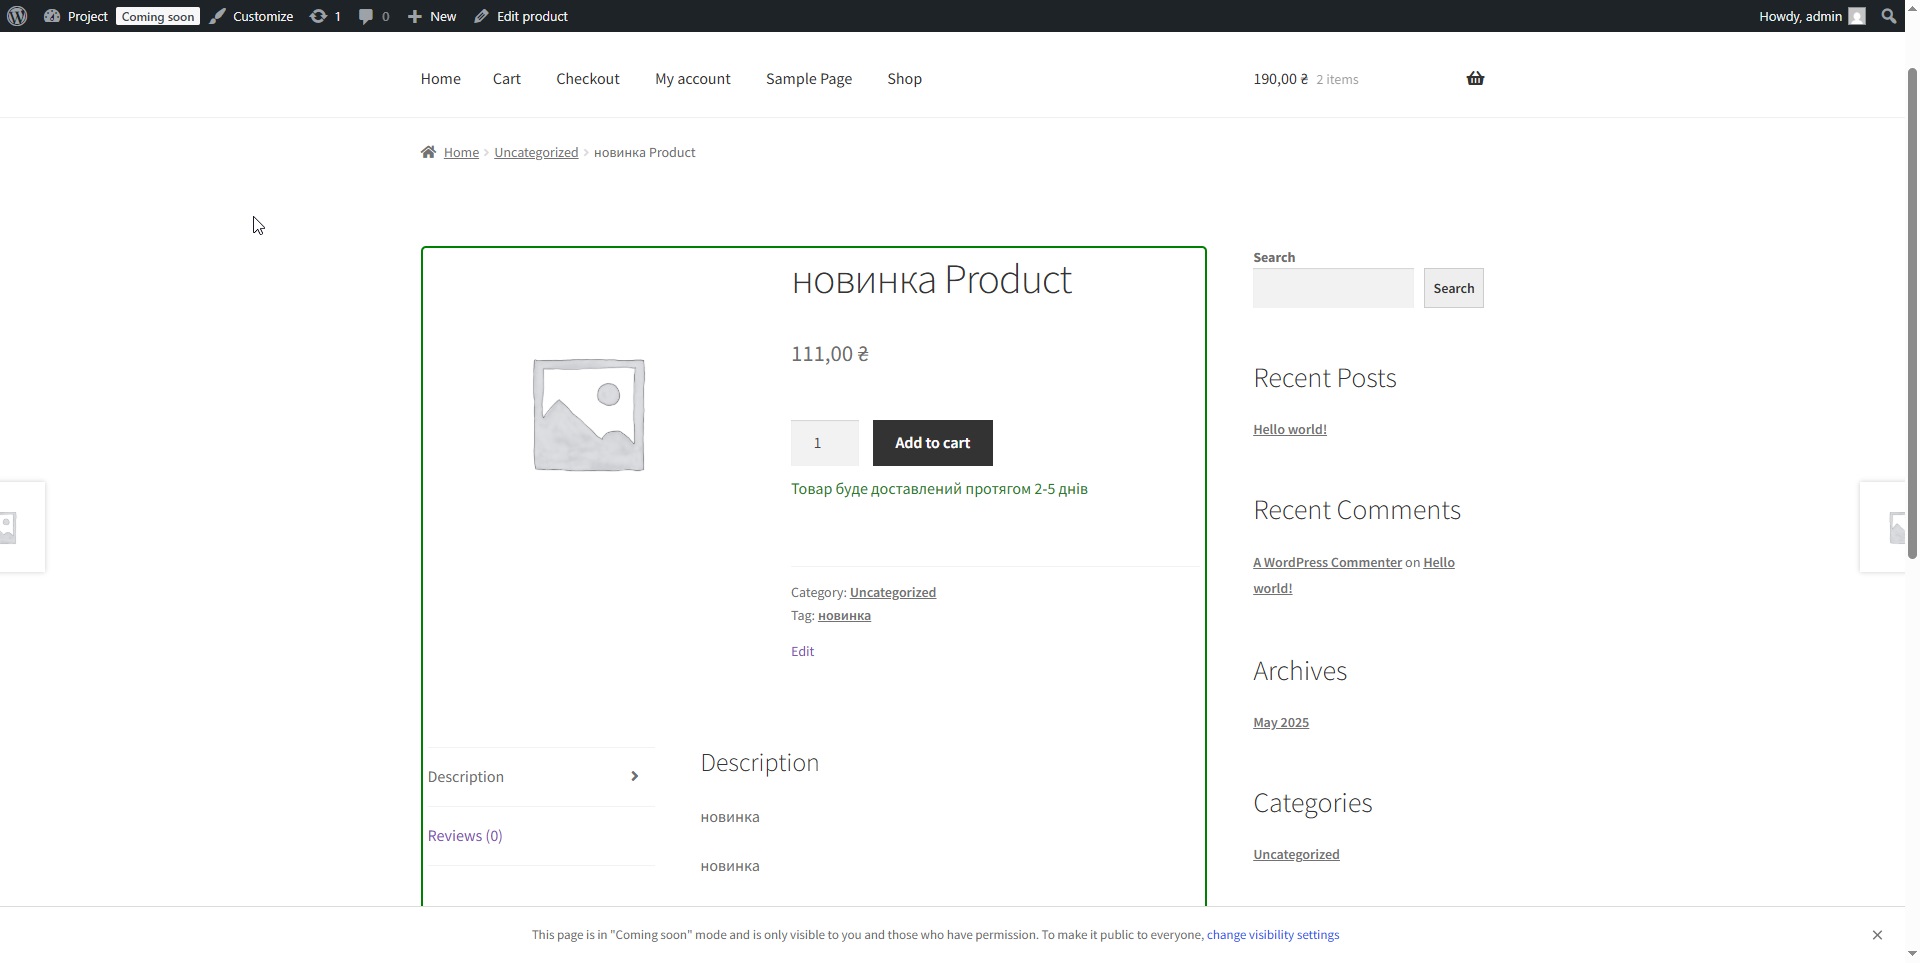 Project Coming soon Customize 1 0 New Edit product Howdy, admin
Home Cart Checkout My account Sample Page Shop 190,00 ₴ 2 items
Home > Uncategorized > новинка Product
новинка Product
111,00 ₴
1 Add to cart
Товар буде доставлений протягом 2-5 днів
Category: Uncategorized
Tag: новинка
Edit
Description
Reviews (0)
Description
новинка
новинка
Search
Search
Recent Posts
Hello world!
Recent Comments
A WordPress Commenter on Hello
world!
Archives
May 2025
Categories
Uncategorized
This page is in "Coming soon" mode and is only visible to you and those who have permission. To make it public to everyone, change visibility settings